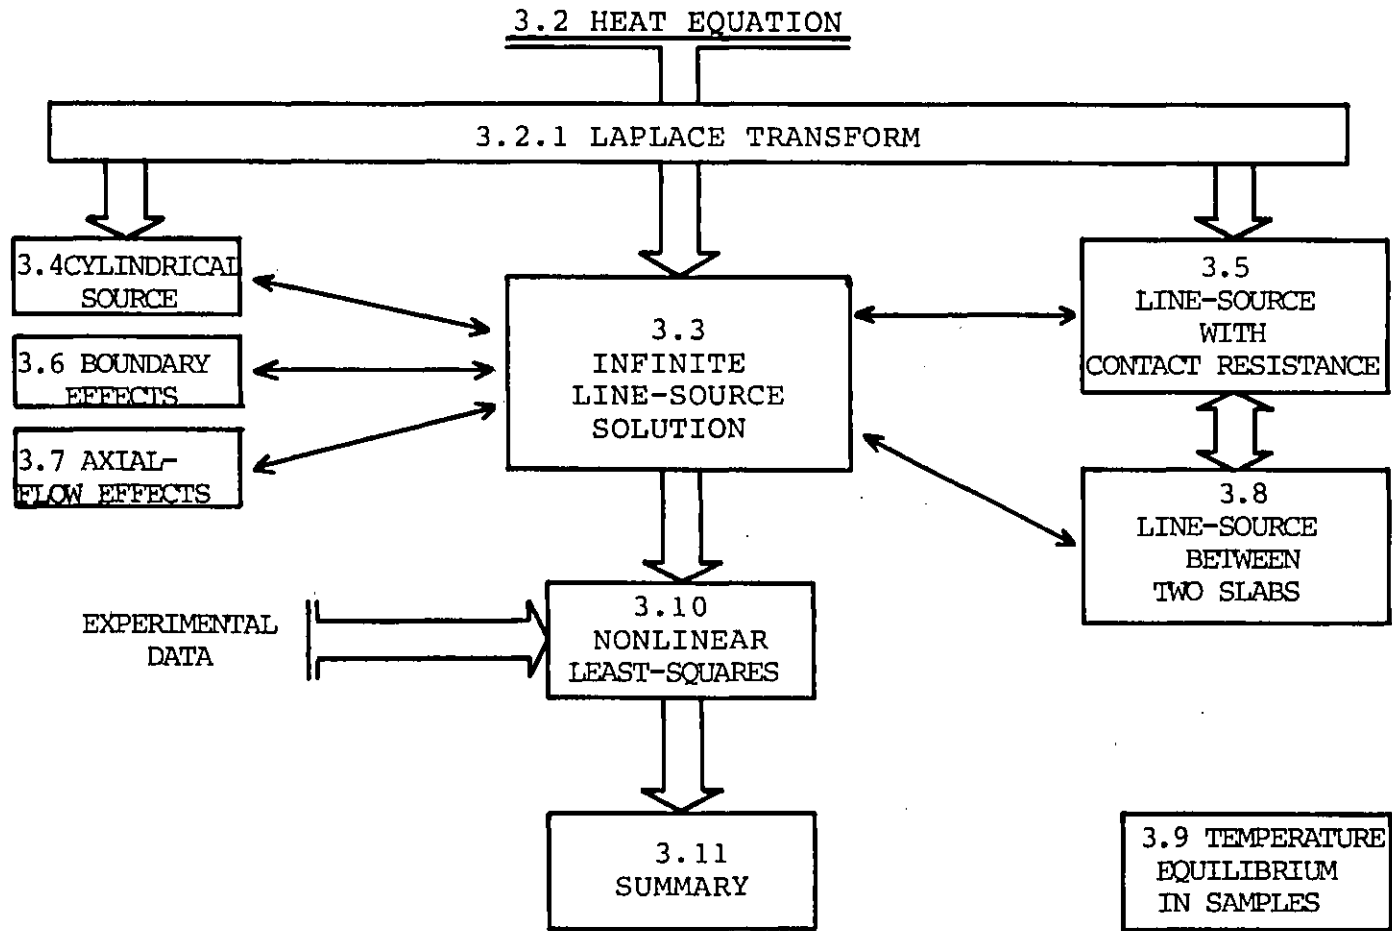 3.2 HEAT EQUATION
3.2.1 LAPLACE TRANSFORM
3.4 CYLINDRICAL
SOURCE
3.6 BOUNDARY
EFFECTS
3.7 AXIAL-
FLOW EFFECTS
3.3
INFINITE
LINE-SOURCE
SOLUTION
3.5
LINE-SOURCE
WITH
CONTACT RESISTANCE
3.8
LINE-SOURCE
BETWEEN
TWO SLABS
EXPERIMENTAL
DATA
3.10
NONLINEAR
LEAST-SQUARES
3.11
SUMMARY
3.9 TEMPERATURE
EQUILIBRIUM
IN SAMPLES